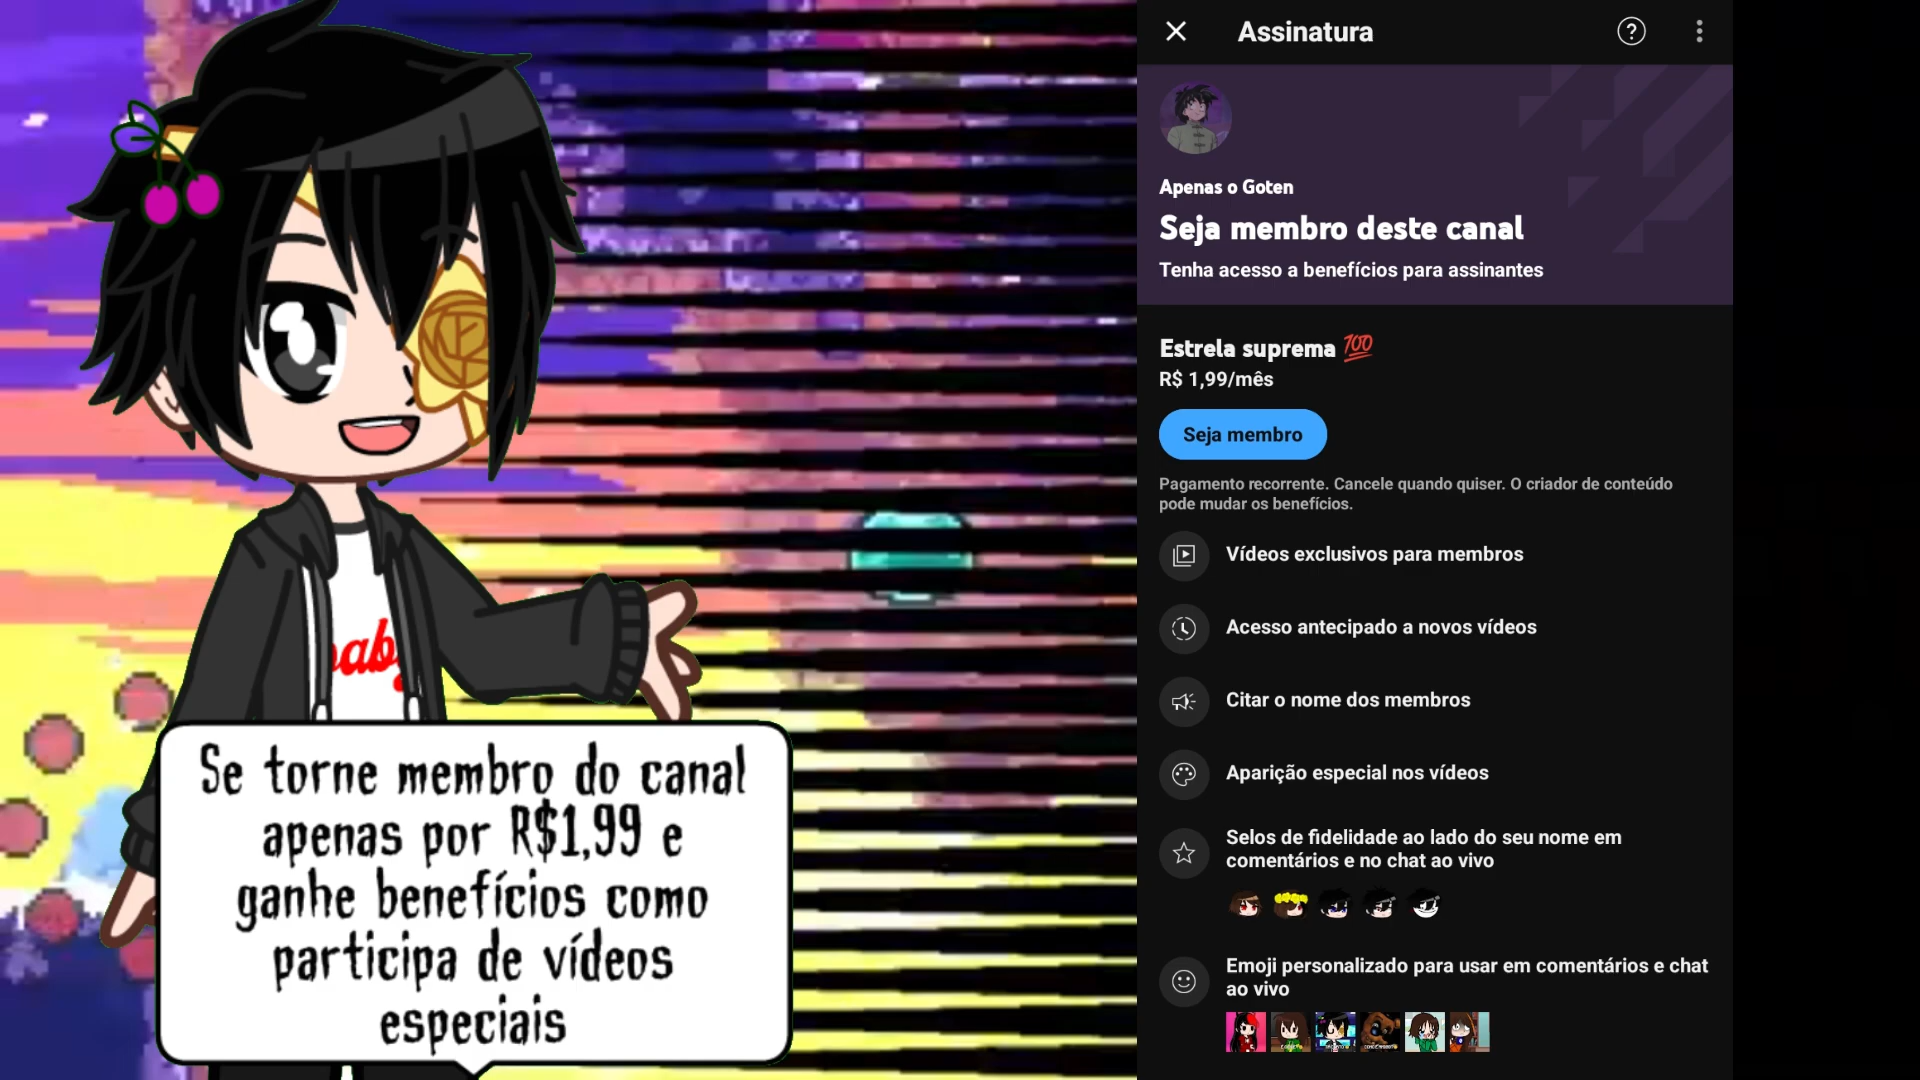 aby
Se torne membro do canal
apenas por R$1,99 e
ganhe benefícios como
participa de vídeos
especiais
Assinatura
Apenas o Goten
Seja membro deste canal
Tenha acesso a benefícios para assinantes
Estrela suprema 💯
R$ 1,99/mês
Seja membro
Pagamento recorrente. Cancele quando quiser. O criador de conteúdo
pode mudar os benefícios.
Vídeos exclusivos para membros
Acesso antecipado a novos vídeos
Citar o nome dos membros
Aparição especial nos vídeos
Selos de fidelidade ao lado do seu nome em
comentários e no chat ao vivo
Emoji personalizado para usar em comentários e chat
ao vivo